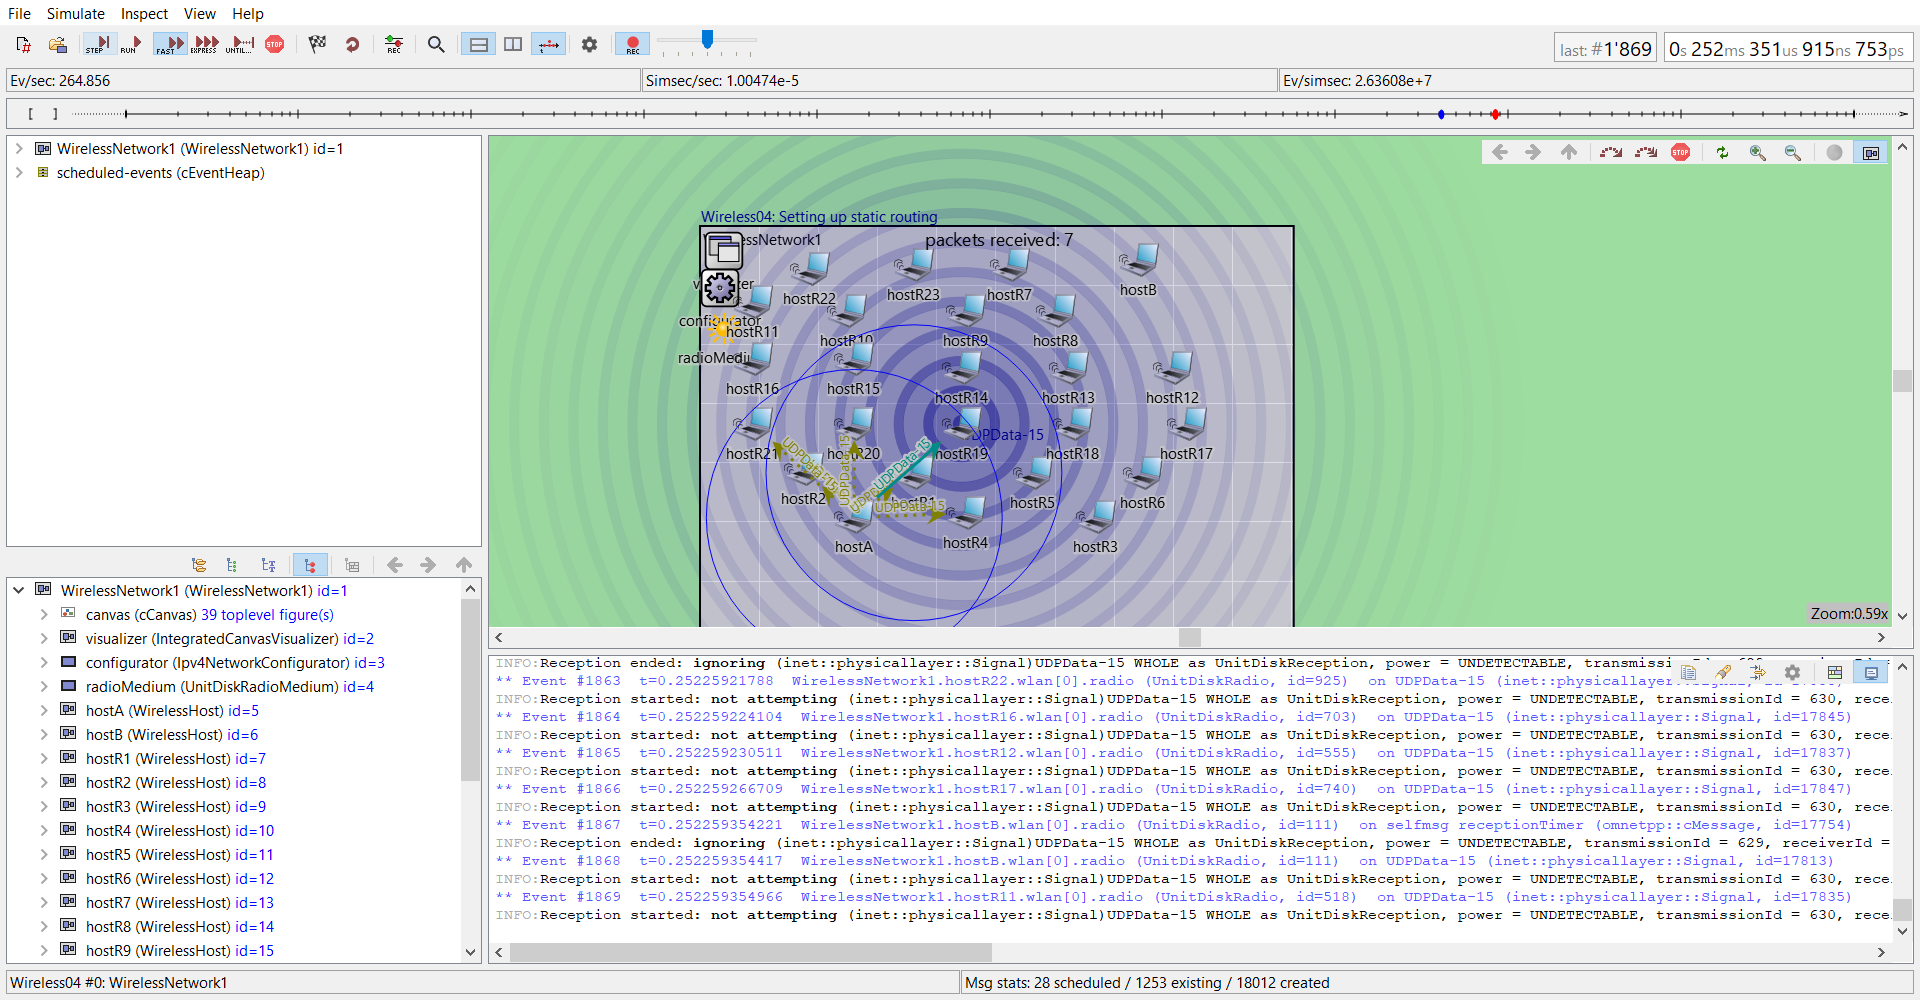 File Simulate Inspect View Help
STEP RUN FAST EXPRESS UNTIL... STOP REC REC
last: #1'869 0s 252ms 351us 915ns 753ps
Ev/sec: 264.856 Simsec/sec: 1.00474e-5 Ev/simsec: 2.63608e+7
[ ]
WirelessNetwork1 (WirelessNetwork1) id=1
scheduled-events (cEventHeap)
WirelessNetwork1 (WirelessNetwork1) id=1
canvas (cCanvas) 39 toplevel figure(s)
visualizer (IntegratedCanvasVisualizer) id=2
configurator (Ipv4NetworkConfigurator) id=3
radioMedium (UnitDiskRadioMedium) id=4
hostA (WirelessHost) id=5
hostB (WirelessHost) id=6
hostR1 (WirelessHost) id=7
hostR2 (WirelessHost) id=8
hostR3 (WirelessHost) id=9
hostR4 (WirelessHost) id=10
hostR5 (WirelessHost) id=11
hostR6 (WirelessHost) id=12
hostR7 (WirelessHost) id=13
hostR8 (WirelessHost) id=14
hostR9 (WirelessHost) id=15
STOP
Wireless04: Setting up static routing
essNetwork1 packets received: 7
hostR22 hostR23 hostR7 hostB
configurator
hostR11 hostR10 hostR9 hostR8
radioMedi
hostR16 hostR15 hostR14 hostR13 hostR12
UDPData-15
hostR21 hostR20 hostR19 hostR18 hostR17
UDPData-15 UDPData-15 UDPData-15
hostR2 hostR1 hostR5 hostR6
UDPData-15
hostA hostR4 hostR3
Zoom:0.59x
INFO:Reception ended: ignoring (inet::physicallayer::Signal)UDPData-15 WHOLE as UnitDiskReception, power = UNDETECTABLE,
** Event #1863 t=0.25225921788 WirelessNetwork1.hostR22.wlan[0].radio (UnitDiskRadio, id=925) on UDPData-15 (inet::physicallayer::Signal,
INFO:Reception started: not attempting (inet::physicallayer::Signal)UDPData-15 WHOLE as UnitDiskReception, power = UNDETECTABLE, transmissionId = 630, rece
** Event #1864 t=0.252259224104 WirelessNetwork1.hostR16.wlan[0].radio (UnitDiskRadio, id=703) on UDPData-15 (inet::physicallayer::Signal, id=17845)
INFO:Reception started: not attempting (inet::physicallayer::Signal)UDPData-15 WHOLE as UnitDiskReception, power = UNDETECTABLE, transmissionId = 630, rece
** Event #1865 t=0.252259230511 WirelessNetwork1.hostR12.wlan[0].radio (UnitDiskRadio, id=555) on UDPData-15 (inet::physicallayer::Signal, id=17837)
INFO:Reception started: not attempting (inet::physicallayer::Signal)UDPData-15 WHOLE as UnitDiskReception, power = UNDETECTABLE, transmissionId = 630, rece
** Event #1866 t=0.252259266709 WirelessNetwork1.hostR17.wlan[0].radio (UnitDiskRadio, id=740) on UDPData-15 (inet::physicallayer::Signal, id=17847)
INFO:Reception started: not attempting (inet::physicallayer::Signal)UDPData-15 WHOLE as UnitDiskReception, power = UNDETECTABLE, transmissionId = 630, rece
** Event #1867 t=0.252259354221 WirelessNetwork1.hostB.wlan[0].radio (UnitDiskRadio, id=111) on selfmsg receptionTimer (omnetpp::cMessage, id=17754)
INFO:Reception ended: ignoring (inet::physicallayer::Signal)UDPData-15 WHOLE as UnitDiskReception, power = UNDETECTABLE, transmissionId = 629, receiverId =
** Event #1868 t=0.252259354417 WirelessNetwork1.hostB.wlan[0].radio (UnitDiskRadio, id=111) on UDPData-15 (inet::physicallayer::Signal, id=17813)
INFO:Reception started: not attempting (inet::physicallayer::Signal)UDPData-15 WHOLE as UnitDiskReception, power = UNDETECTABLE, transmissionId = 630, rece
** Event #1869 t=0.252259354966 WirelessNetwork1.hostR11.wlan[0].radio (UnitDiskRadio, id=518) on UDPData-15 (inet::physicallayer::Signal, id=17835)
INFO:Reception started: not attempting (inet::physicallayer::Signal)UDPData-15 WHOLE as UnitDiskReception, power = UNDETECTABLE, transmissionId = 630, rece
Wireless04 #0: WirelessNetwork1 Msg stats: 28 scheduled / 1253 existing / 18012 created